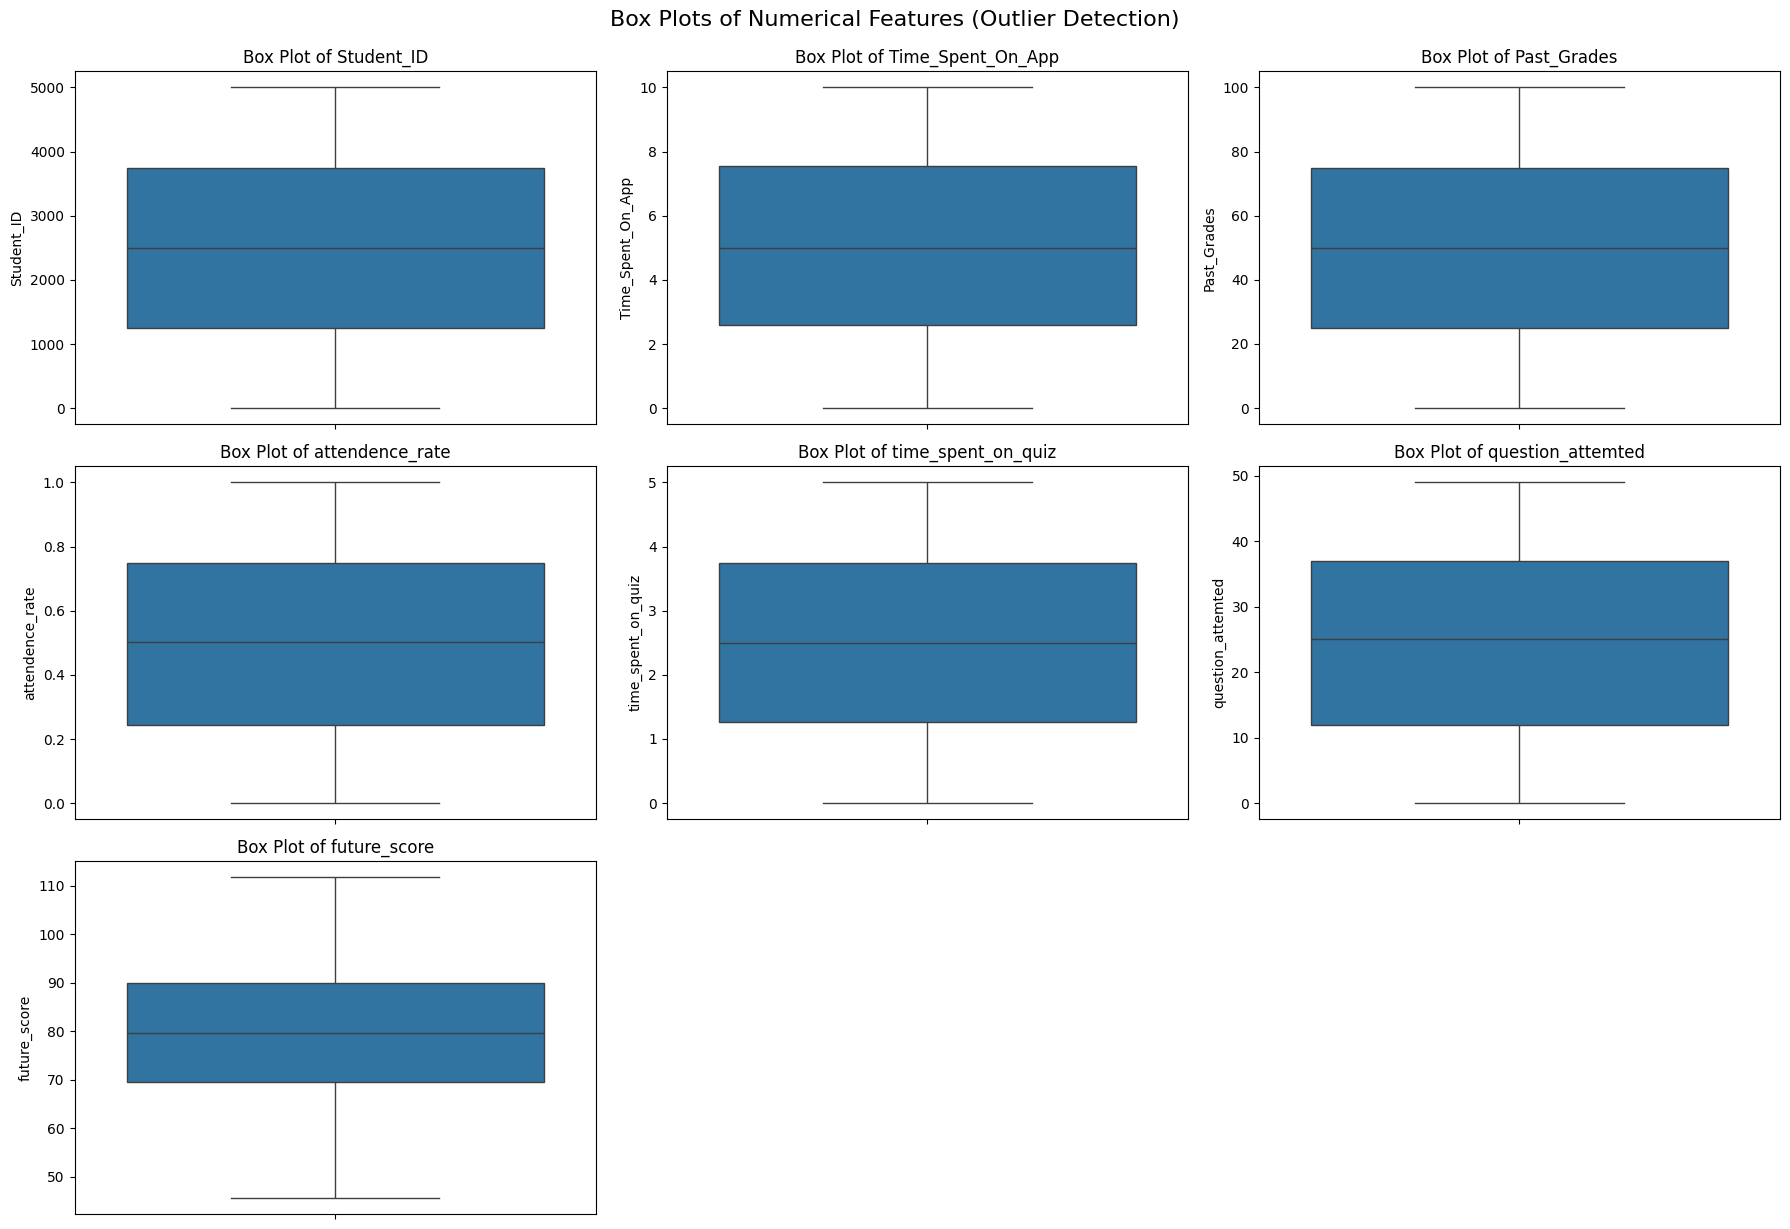 Box Plots of Numerical Features (Outlier Detection)
Box Plot of Student_ID
Student_ID
5000
4000
3000
2000
1000
0
Box Plot of Time_Spent_On_App
Time_Spent_On_App
10
8
6
4
2
0
Box Plot of Past_Grades
Past_Grades
100
80
60
40
20
0
Box Plot of attendence_rate
attendence_rate
1.0
0.8
0.6
0.4
0.2
0.0
Box Plot of time_spent_on_quiz
time_spent_on_quiz
5
4
3
2
1
0
Box Plot of question_attemted
question_attemted
50
40
30
20
10
0
Box Plot of future_score
future_score
110
100
90
80
70
60
50